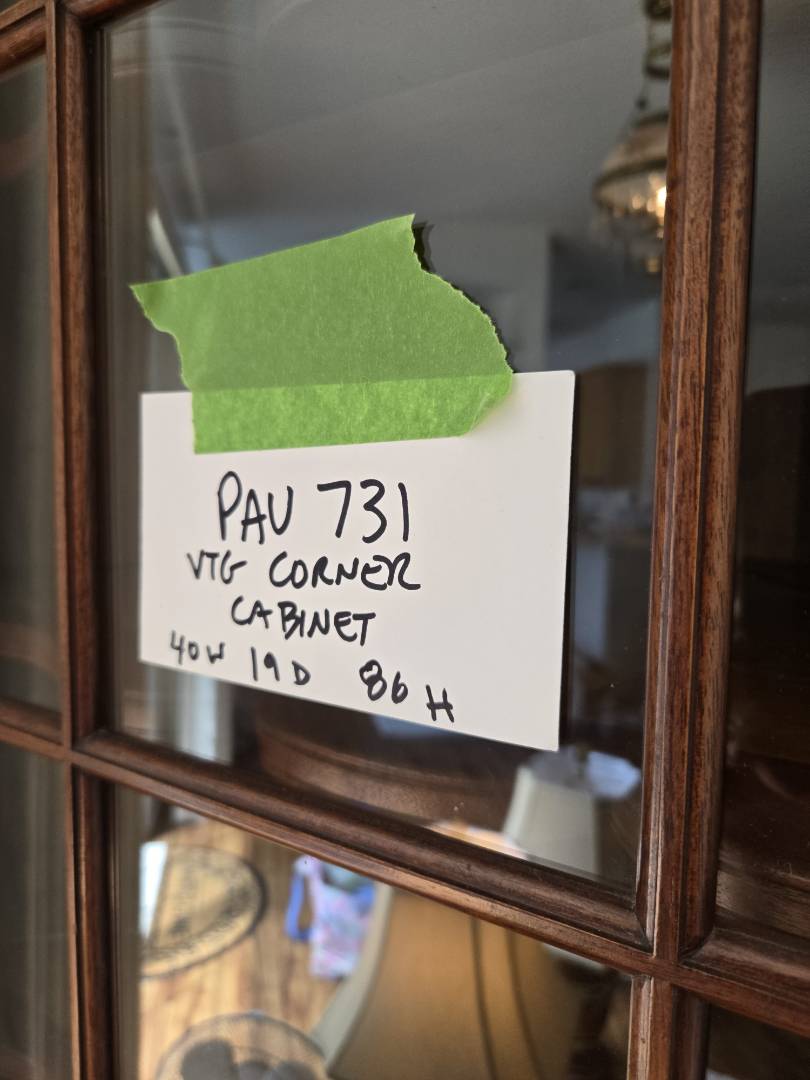 PAU 731
VTG CORNER
CABINET
40W 19D 86H